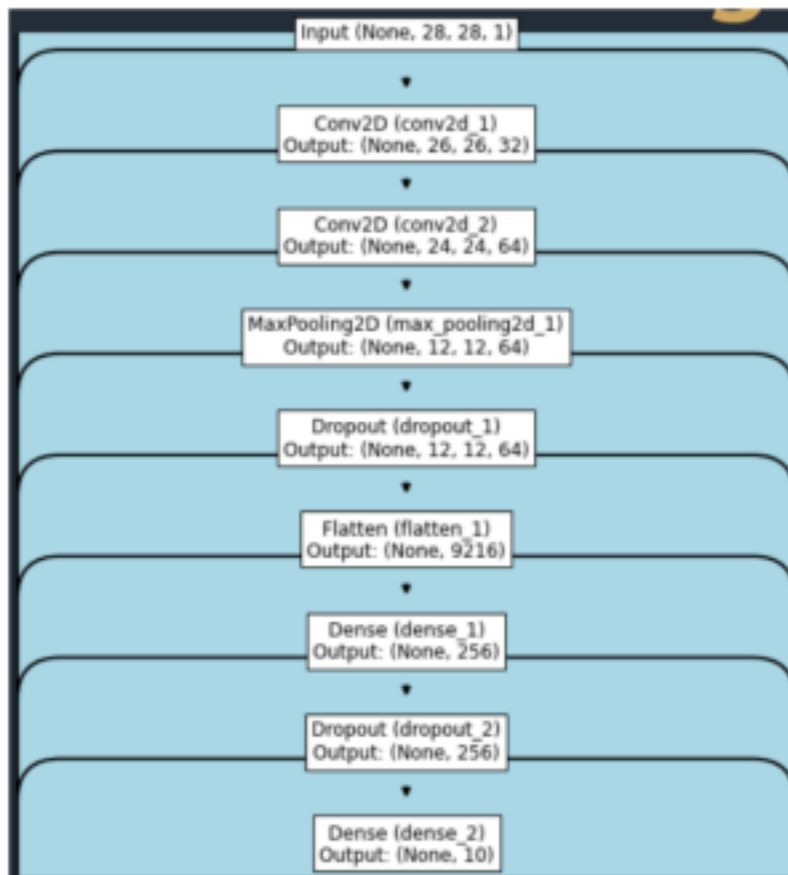 Input (None, 28, 28, 1)
Conv2D (conv2d_1)
Output: (None, 26, 26, 32)
Conv2D (conv2d_2)
Output: (None, 24, 24, 64)
MaxPooling2D (max_pooling2d_1)
Output: (None, 12, 12, 64)
Dropout (dropout_1)
Output: (None, 12, 12, 64)
Flatten (flatten_1)
Output: (None, 9216)
Dense (dense_1)
Output: (None, 256)
Dropout (dropout_2)
Output: (None, 256)
Dense (dense_2)
Output: (None, 10)